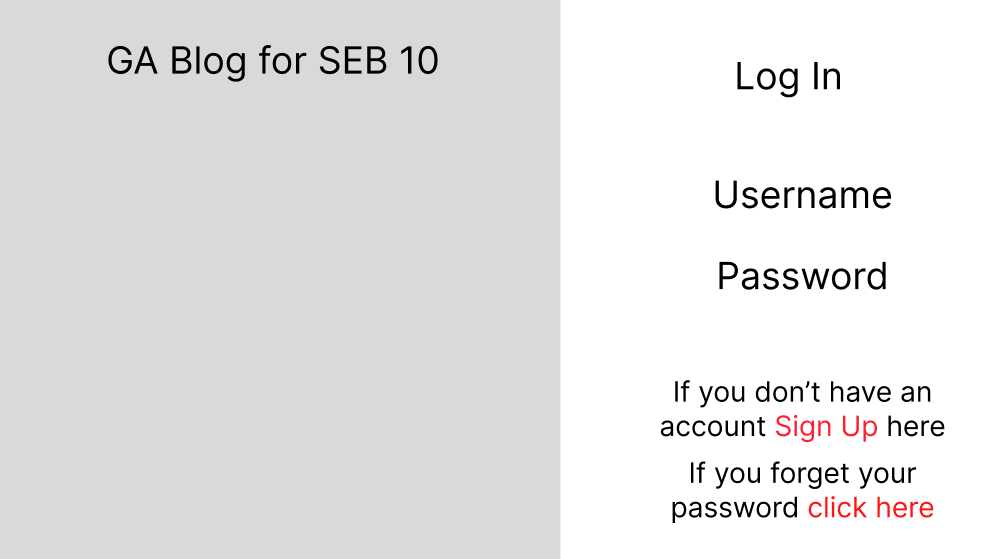 GA Blog for SEB 10
Log In
Username
Password
If you don’t have an
account Sign Up here
If you forget your
password click here